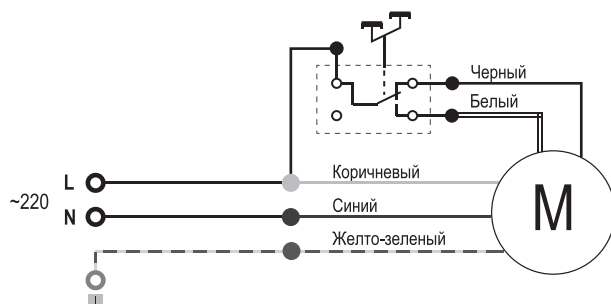 Черный
Белый
Коричневый
L
~220
N
Синий
Желто-зеленый
M